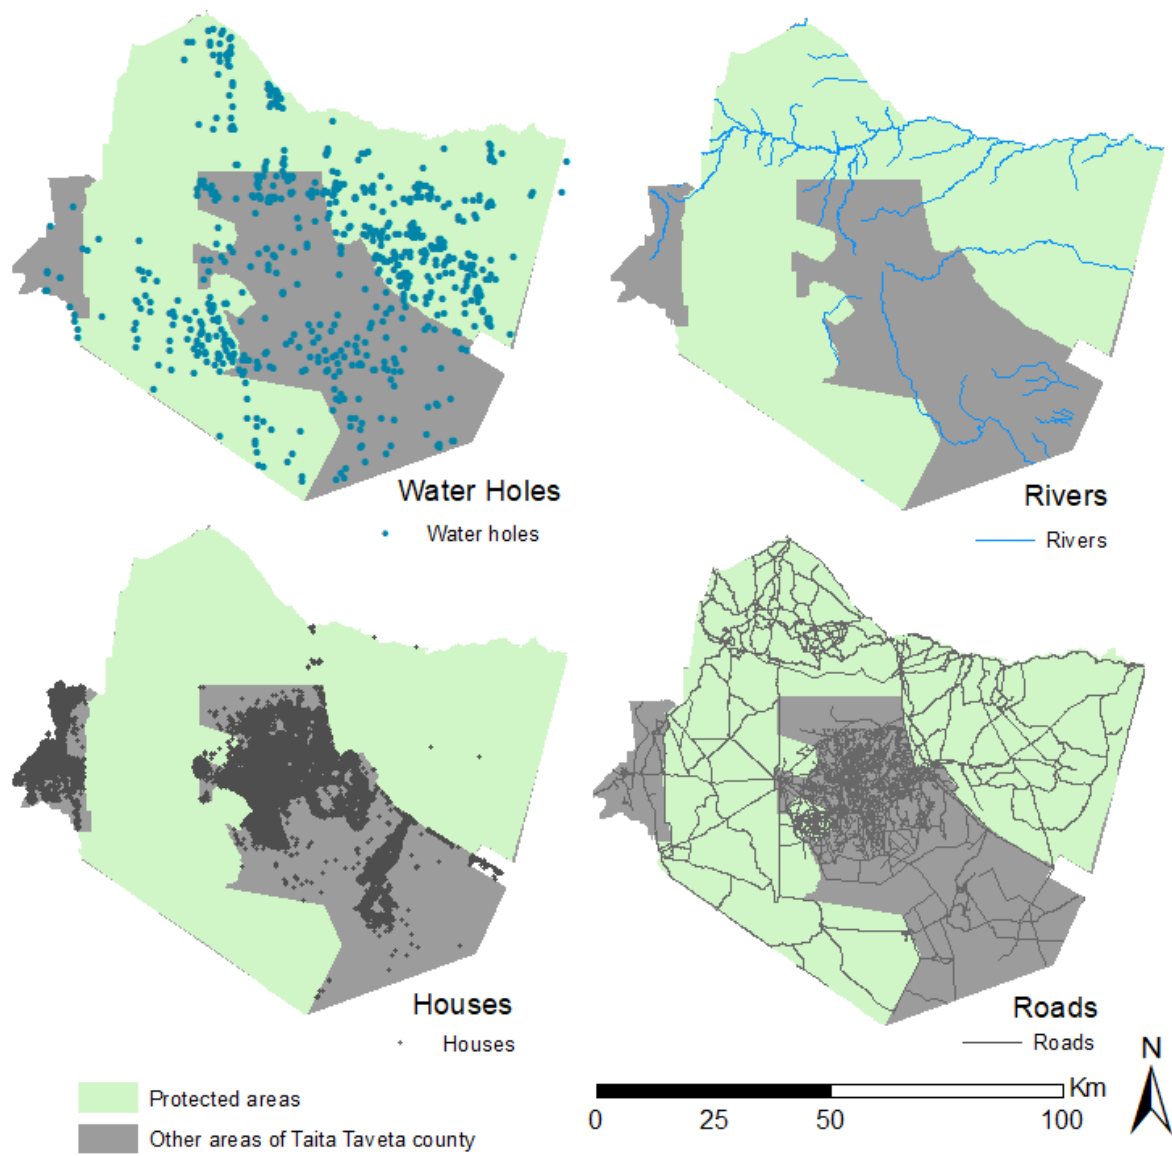 Water Holes
Water holes
Rivers
Rivers
Houses
Houses
Roads
Roads
N
Protected areas
Other areas of Taita Taveta county
Km
0 25 50 100